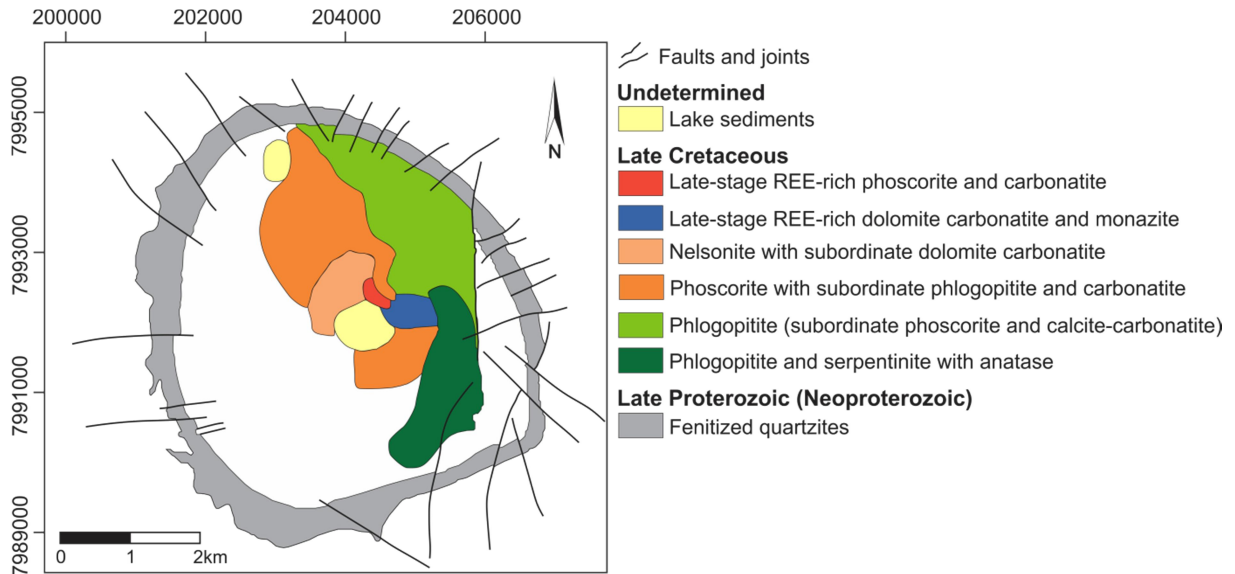 200000 202000 204000 206000
7995000
7993000
7991000
7989000
N
0 1 2km
Faults and joints
Undetermined
Lake sediments
Late Cretaceous
Late-stage REE-rich phoscorite and carbonatite
Late-stage REE-rich dolomite carbonatite and monazite
Nelsonite with subordinate dolomite carbonatite
Phoscorite with subordinate phlogopitite and carbonatite
Phlogopitite (subordinate phoscorite and calcite-carbonatite)
Phlogopitite and serpentinite with anatase
Late Proterozoic (Neoproterozoic)
Fenitized quartzites